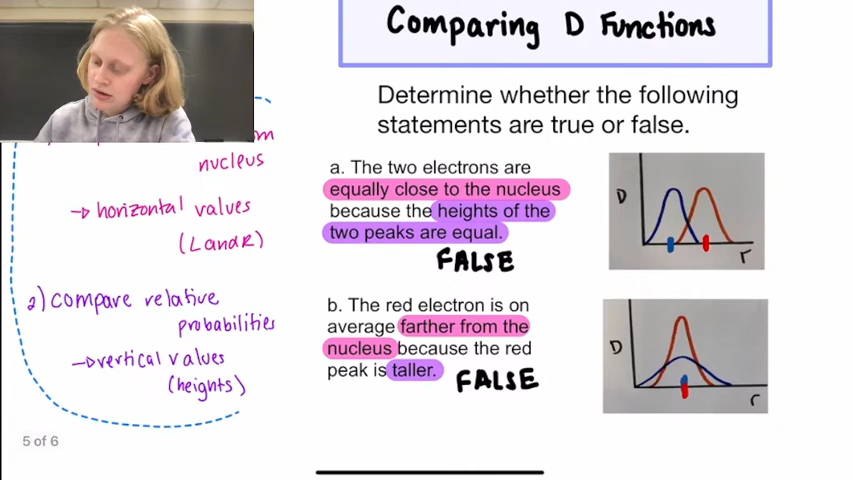 Comparing D Functions
Determine whether the following
statements are true or false.
nucleus
→ horizontal values
(L and R)
2) compare relative
probabilities
→ vertical values
(heights)
5 of 6
a. The two electrons are
equally close to the nucleus
because the heights of the
two peaks are equal.
FALSE
D
r
b. The red electron is on
average farther from the
nucleus because the red
peak is taller.
FALSE
D
r